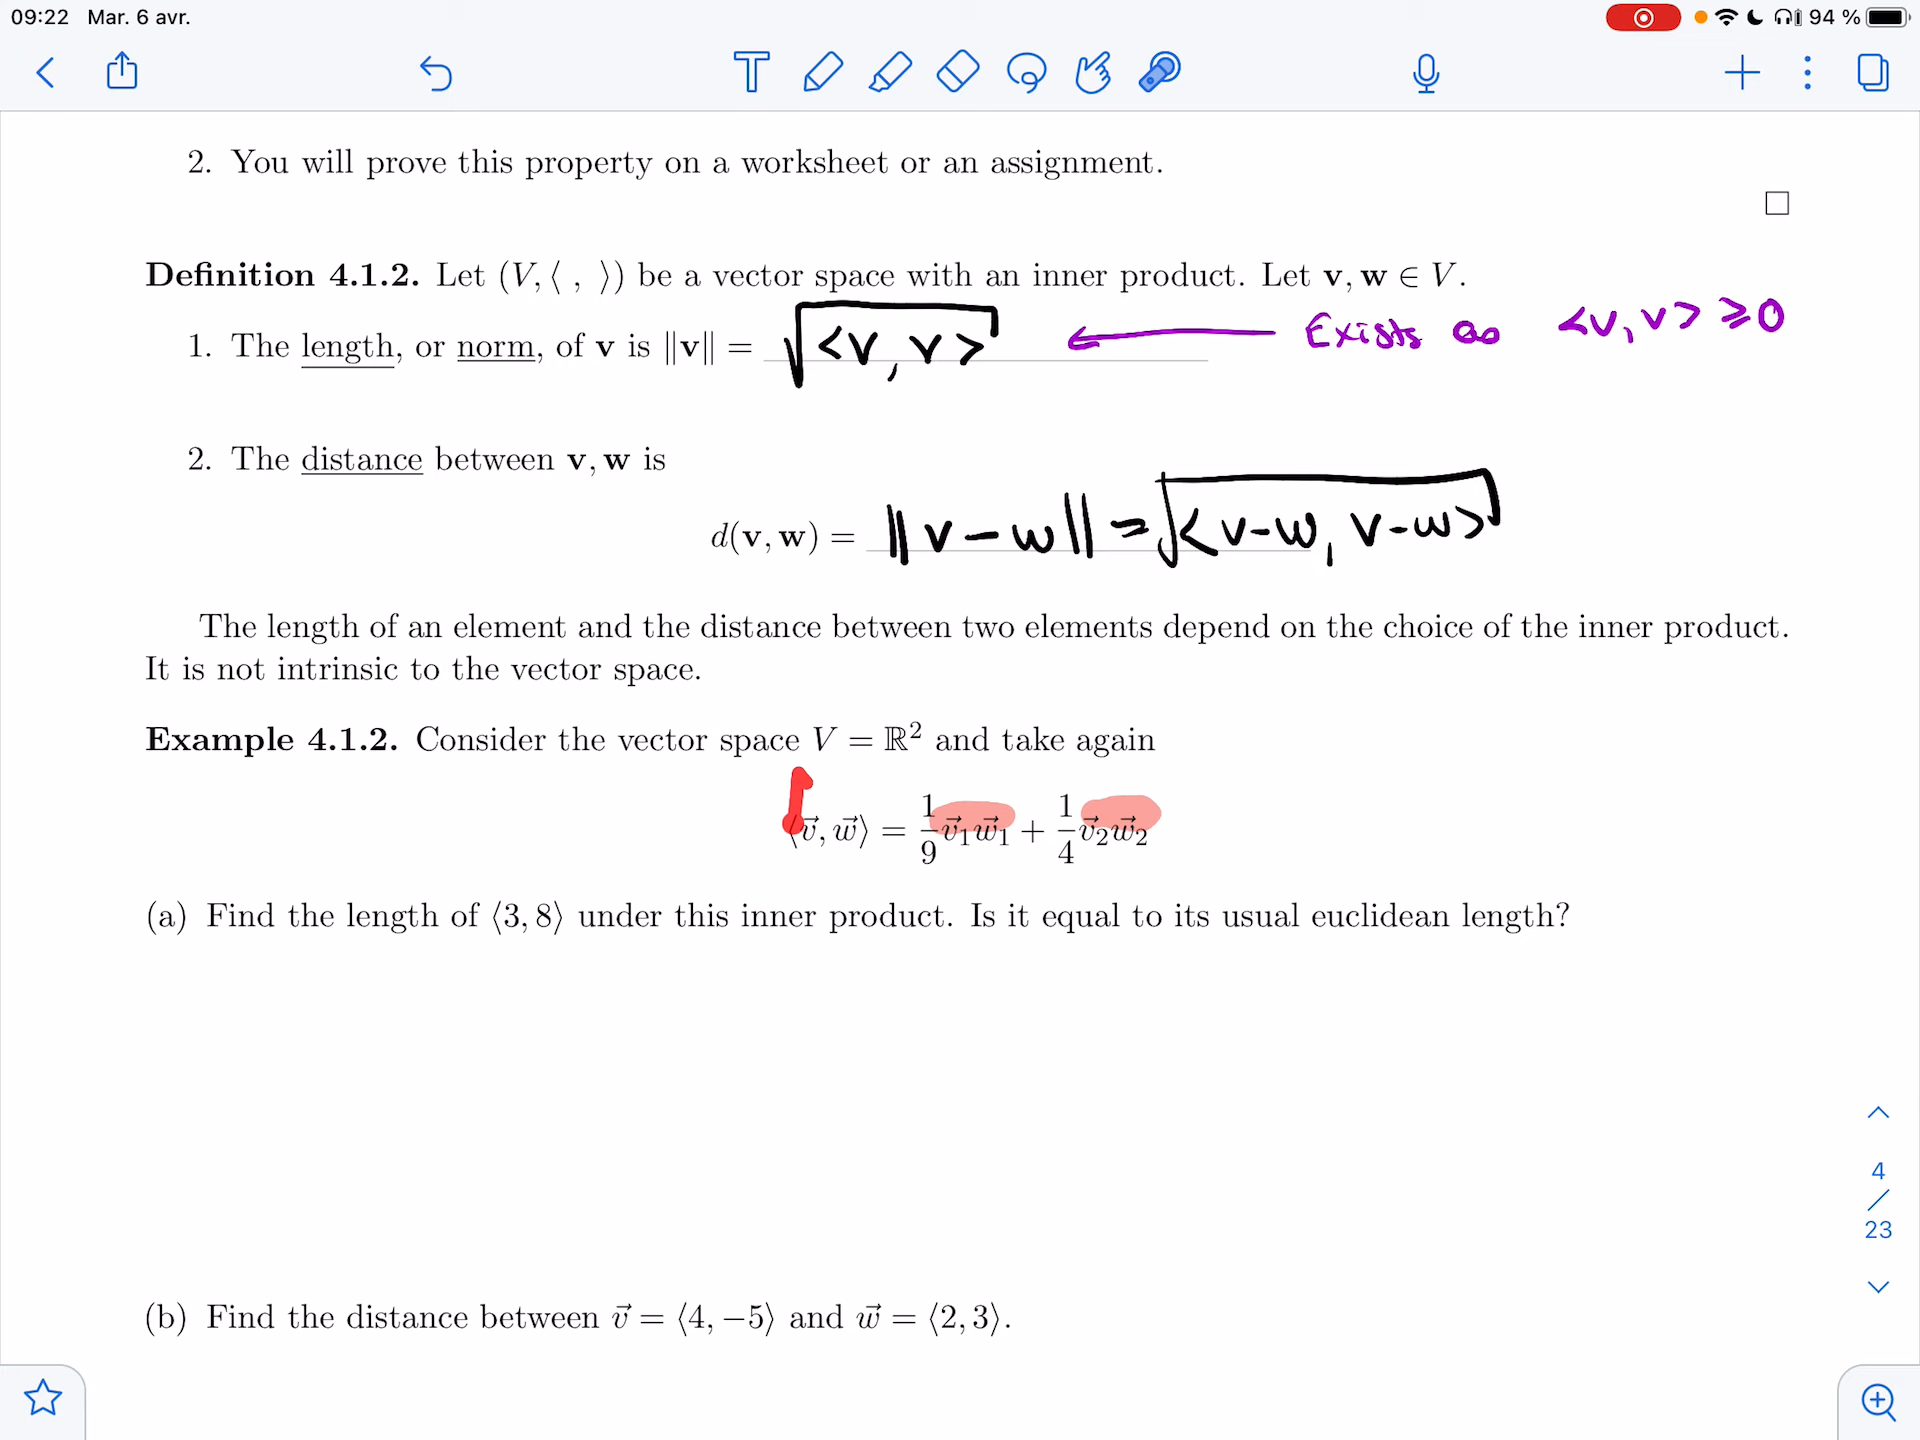 09:22 Mar. 6 avr. 94 %
T
2. You will prove this property on a worksheet or an assignment.
□
Definition 4.1.2. Let (V, ⟨ , ⟩) be a vector space with an inner product. Let v, w ∈ V.
1. The length, or norm, of v is ‖v‖ = √<v, v> ← Exists as <v, v> ≥ 0
2. The distance between v, w is
d(v, w) = ‖v-w‖ = √<v-w, v-w>
The length of an element and the distance between two elements depend on the choice of the inner product.
It is not intrinsic to the vector space.
Example 4.1.2. Consider the vector space V = ℝ² and take again
⟨v⃗, w⃗⟩ = 1/9 v⃗₁w⃗₁ + 1/4 v⃗₂w⃗₂
(a) Find the length of ⟨3, 8⟩ under this inner product. Is it equal to its usual euclidean length?
4
/
23
(b) Find the distance between v⃗ = ⟨4, −5⟩ and w⃗ = ⟨2, 3⟩.